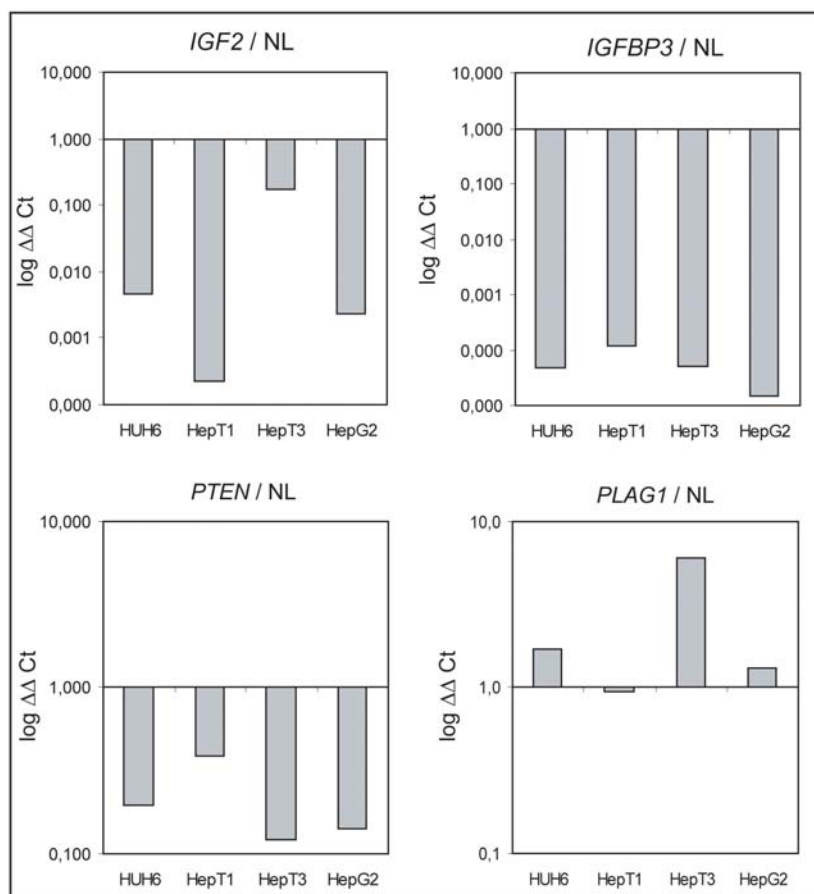 IGF2 / NL
10,000
1,000
0,100
0,010
0,001
0,000
log ΔΔ Ct
HUH6 HepT1 HepT3 HepG2
IGFBP3 / NL
10,000
1,000
0,100
0,010
0,001
0,000
0,000
log ΔΔ Ct
HUH6 HepT1 HepT3 HepG2
PTEN / NL
10,000
1,000
0,100
log ΔΔ Ct
HUH6 HepT1 HepT3 HepG2
PLAG1 / NL
10,0
1,0
0,1
log ΔΔ Ct
HUH6 HepT1 HepT3 HepG2